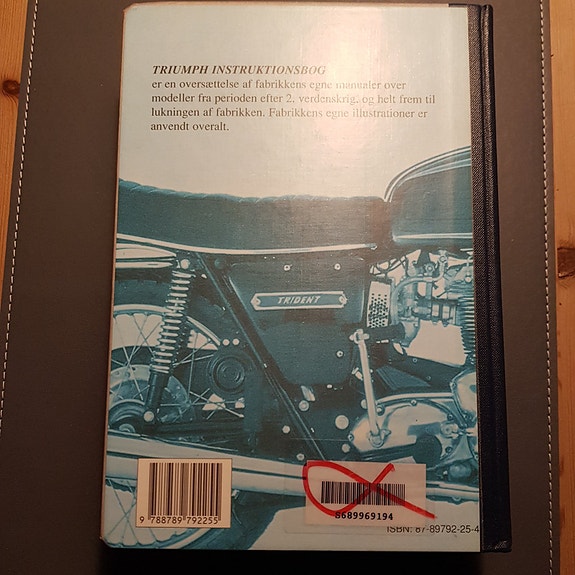 TRIUMPH INSTRUKTIONSBOG
er en oversættelse af fabrikkens egne manualer over
modeller fra perioden efter 2. verdenskrig, og helt frem til
lukningen af fabrikken. Fabrikkens egne illustrationer er
anvendt overalt.
TRIDENT
9 788789 792255
8689969194
ISBN: 87-89792-25-4